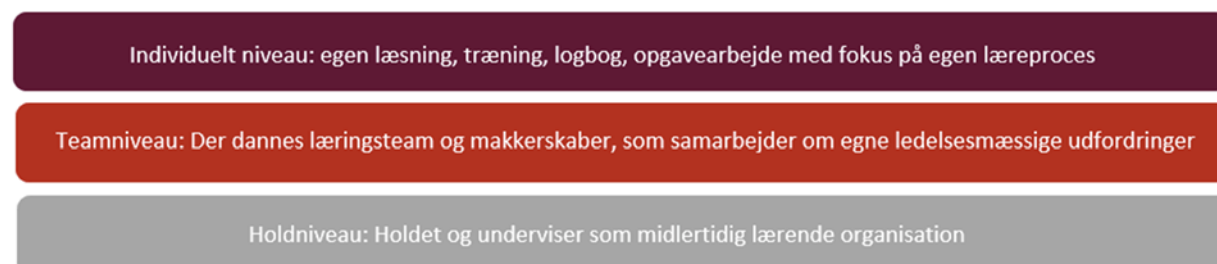 Individuelt niveau: egen læsning, træning, logbog, opgavearbejde med fokus på egen læreproces
Teamniveau: Der dannes læringsteam og makkerskaber, som samarbejder om egne ledelsesmæssige udfordringer
Holdniveau: Holdet og underviser som midlertidig lærende organisation